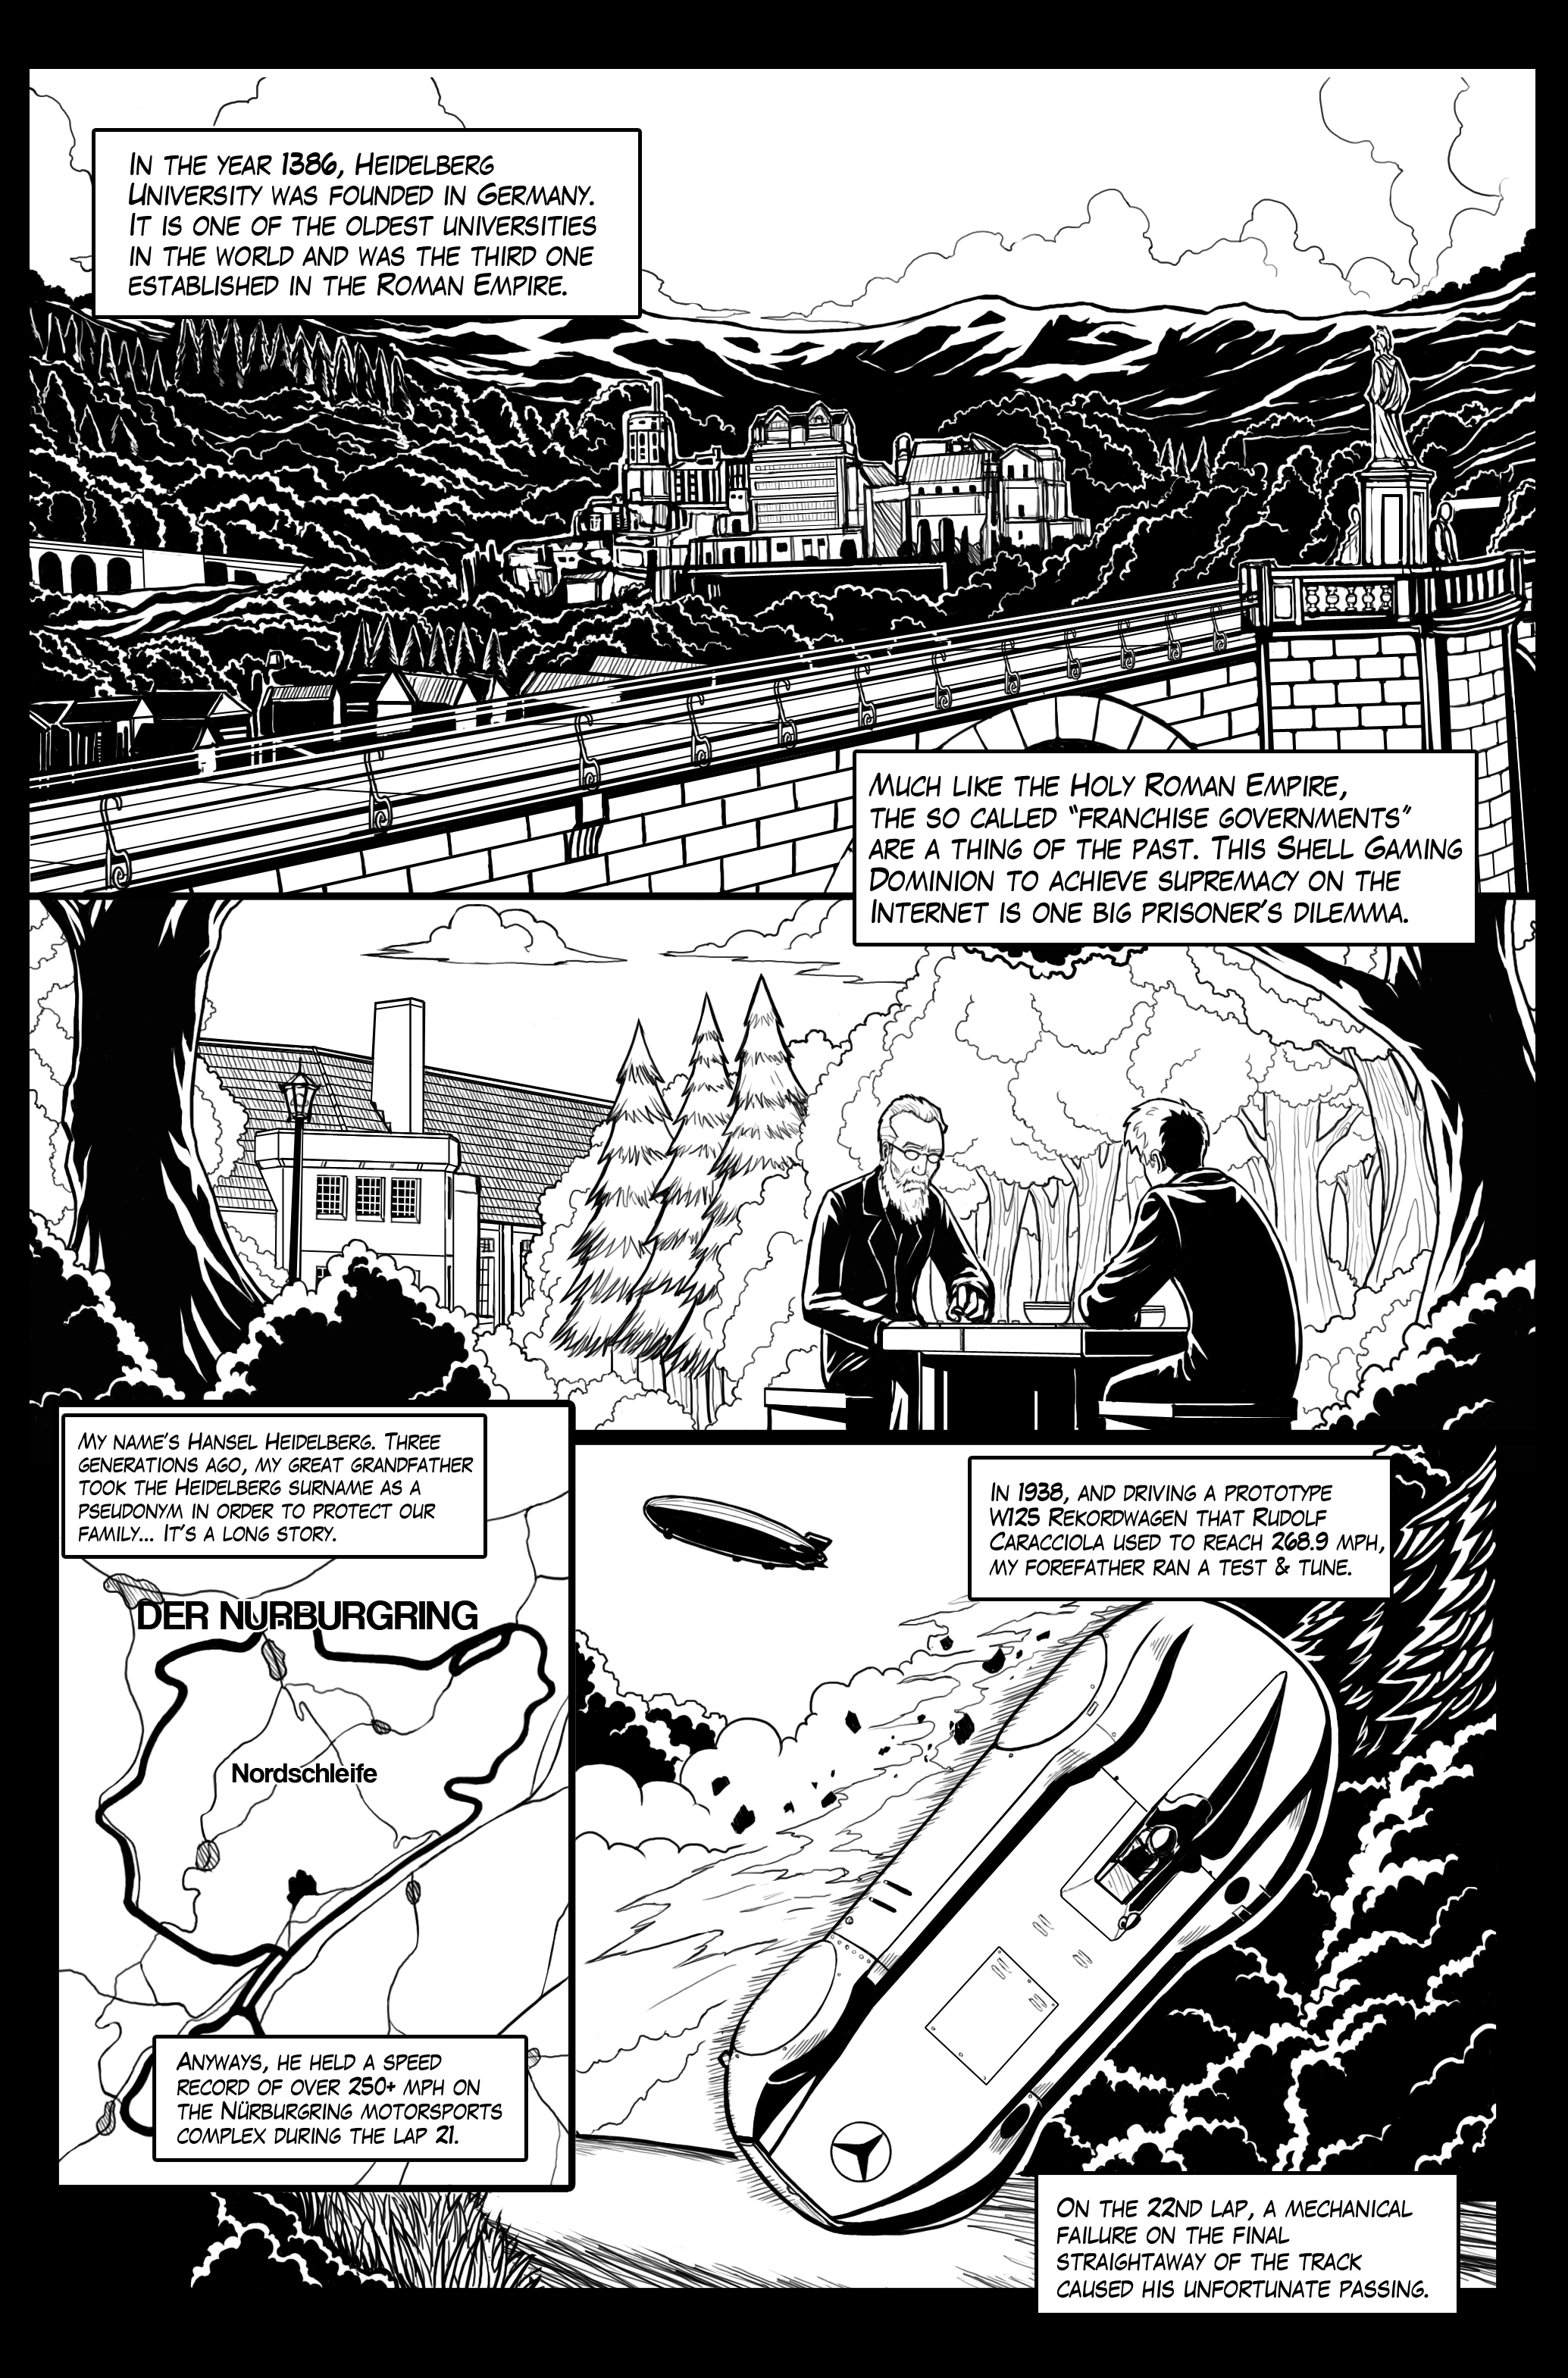 In the year 1386, Heidelberg
University was founded in Germany.
It is one of the oldest universities
in the world and was the third one
established in the Roman Empire.
Much like the Holy Roman Empire,
the so called “franchise governments”
are a thing of the past. This Shell Gaming
Dominion to achieve supremacy on the
Internet is one big prisoner’s dilemma.
My name’s Hansel Heidelberg. Three
generations ago, my great grandfather
took the Heidelberg surname as a
pseudonym in order to protect our
family... It’s a long story.
DER NURBURGRING
Nordschleife
Anyways, he held a speed
record of over 250+ mph on
the Nürburgring motorsports
complex during the lap 21.
In 1938, and driving a prototype
W125 Rekordwagen that Rudolf
Caracciola used to reach 268.9 mph,
my forefather ran a test & tune.
On the 22nd lap, a mechanical
failure on the final
straightaway of the track
caused his unfortunate passing.